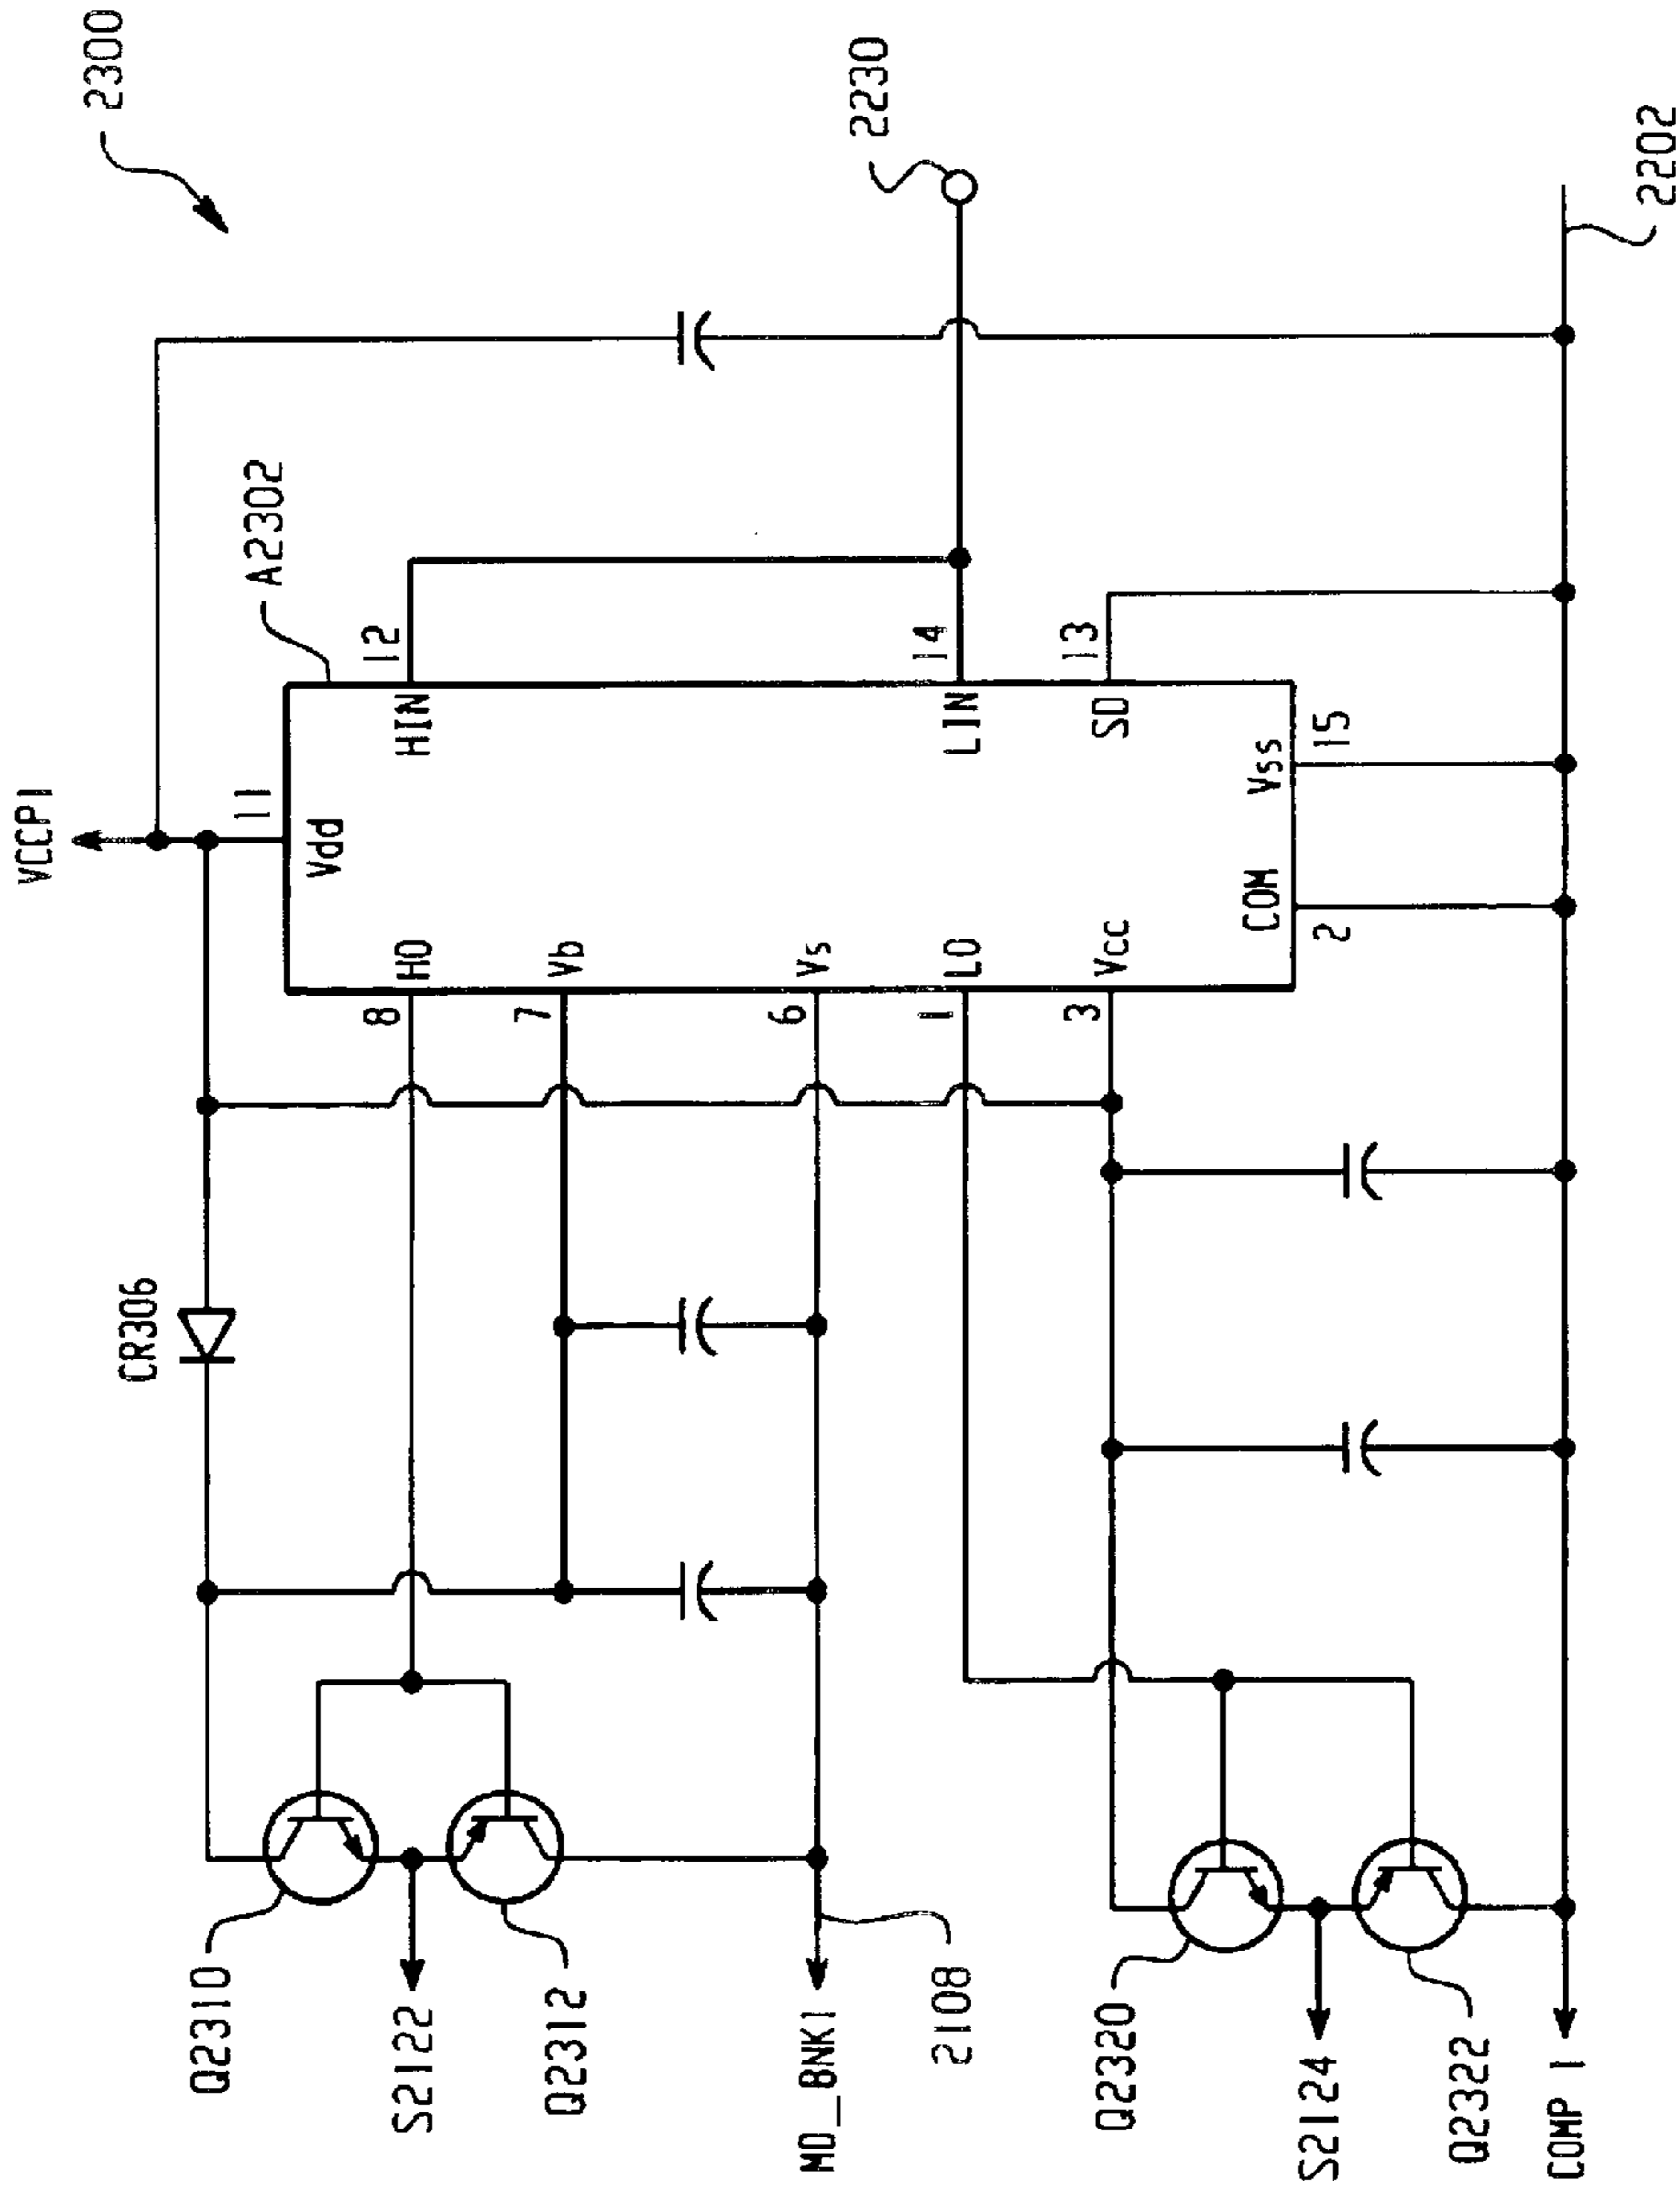 2300
VCCP1
CR306
A2302
2230
2202
11
Vdd
12
HIN
14
LIN
13
SD
15
Vss
2
COM
8
HO
7
Vb
6
Vs
1
LO
3
Vcc
Q2310
S2122
Q2312
MD_BNK1
2108
Q2320
S2124
Q2322
COMP 1